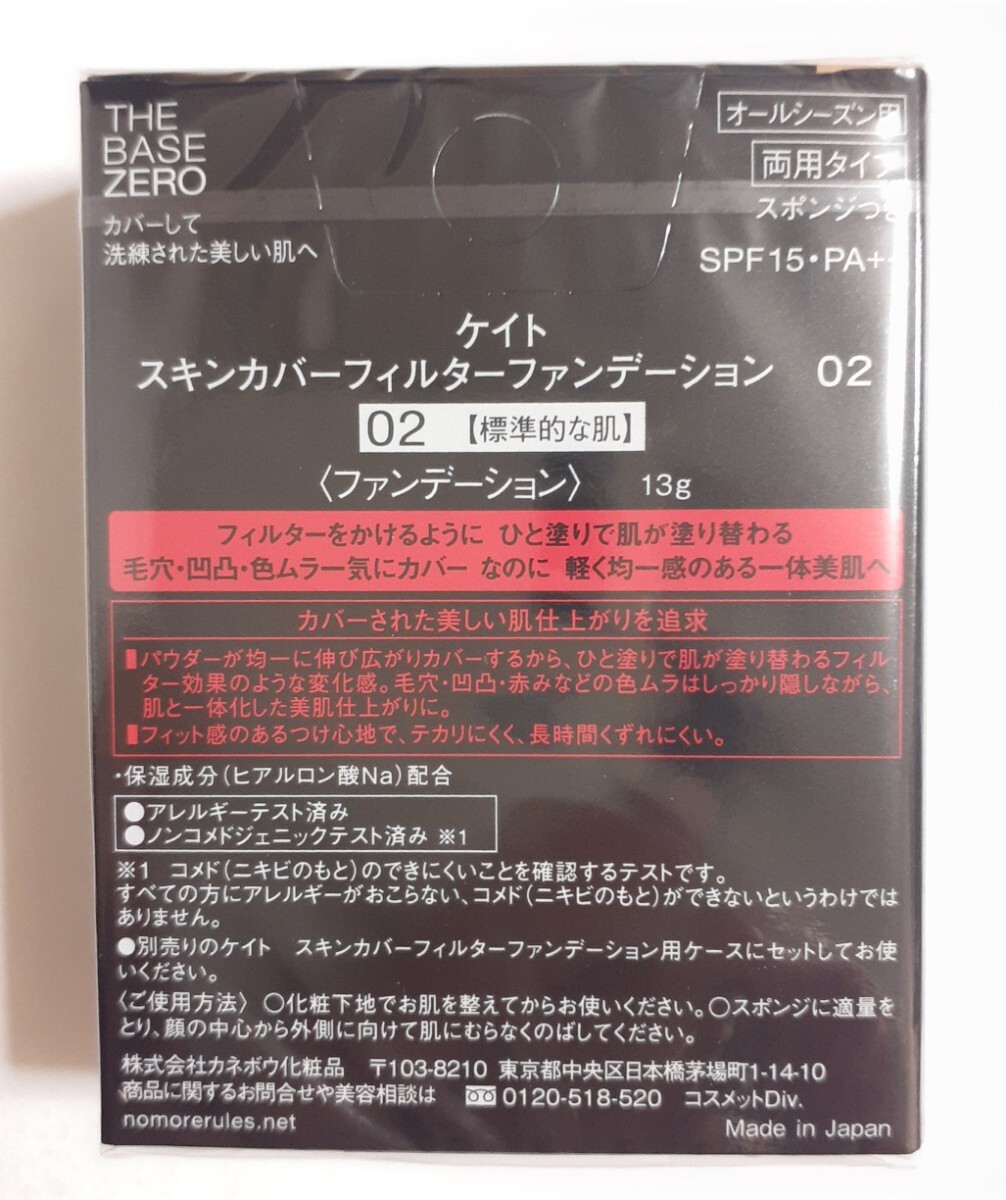 THE
BASE
ZERO
カバーして
洗練された美しい肌へ
オールシーズン用
両用タイプ
スポンジつき
SPF15・PA+
ケイト
スキンカバーフィルターファンデーション 02
02 【標準的な肌】
〈ファンデーション〉 13g
フィルターをかけるように ひと塗りで肌が塗り替わる
毛穴・凹凸・色ムラ一気にカバー なのに 軽く均一感のある一体美肌へ
カバーされた美しい肌仕上がりを追求
▮パウダーが均一に伸び広がりカバーするから、ひと塗りで肌が塗り替わるフィル
ター効果のような変化感。毛穴・凹凸・赤みなどの色ムラはしっかり隠しながら、
肌と一体化した美肌仕上がりに。
▮フィット感のあるつけ心地で、テカリにくく、長時間くずれにくい。
・保湿成分(ヒアルロン酸Na)配合
●アレルギーテスト済み
●ノンコメドジェニックテスト済み ※1
※1 コメド(ニキビのもと)のできにくいことを確認するテストです。
すべての方にアレルギーがおこらない、コメド(ニキビのもと)ができないというわけでは
ありません。
●別売りのケイト スキンカバーフィルターファンデーション用ケースにセットしてお使
いください。
〈ご使用方法〉 ○化粧下地でお肌を整えてからお使いください。○スポンジに適量を
とり、顔の中心から外側に向けて肌にむらなくのばしてください。
株式会社カネボウ化粧品 〒103-8210 東京都中央区日本橋茅場町1-14-10
商品に関するお問合せや美容相談は 0120-518-520 コスメットDiv.
nomorerules.net
Made in Japan